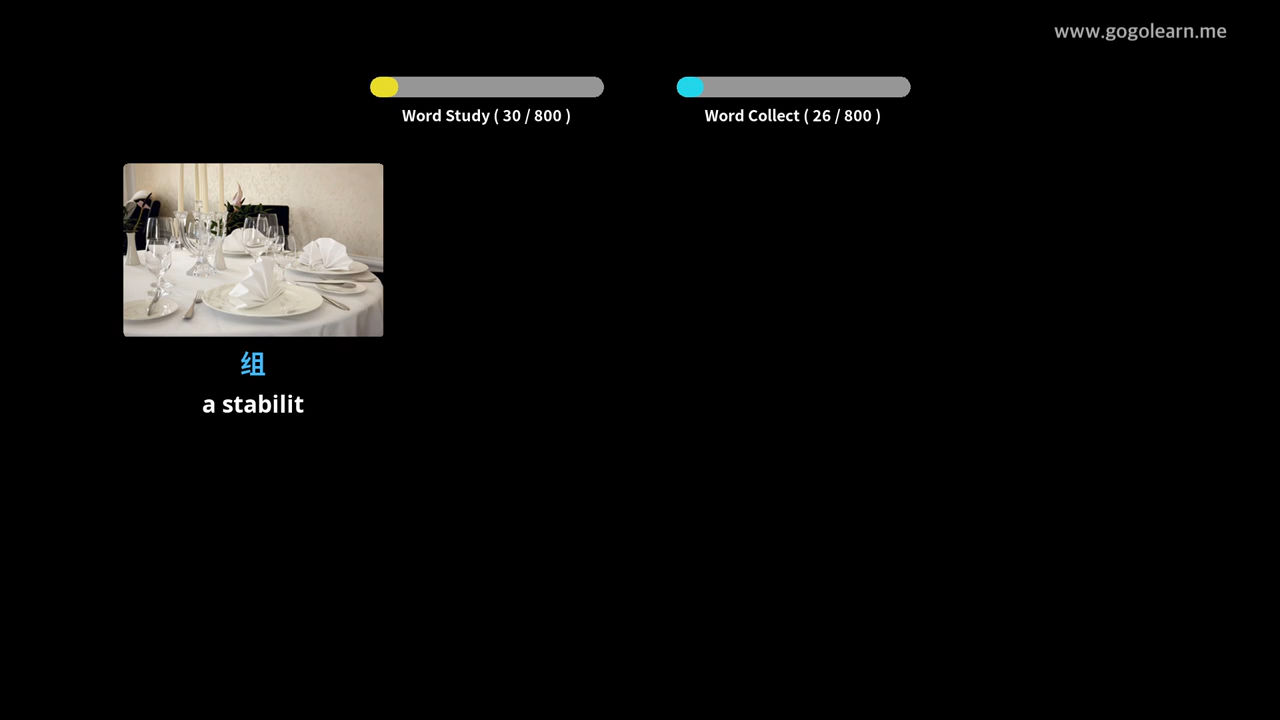 www.gogolearn.me
Word Study ( 30 / 800 )
Word Collect ( 26 / 800 )
组
a stabilit